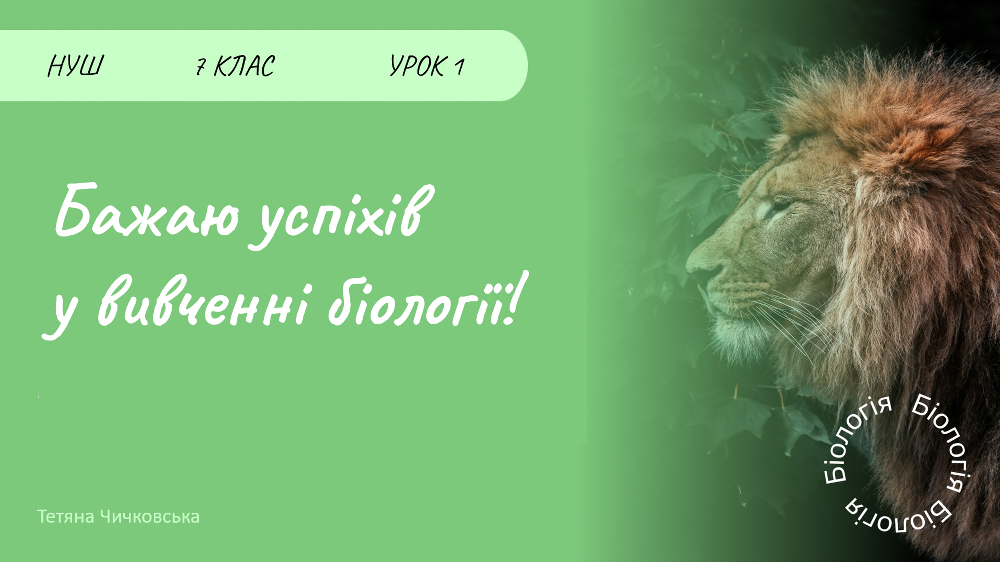 НУШ 7 КЛАС УРОК 1
Бажаю успіхів
у вивченні біології!
Тетяна Чичковська
Біологія Біологія Біологія